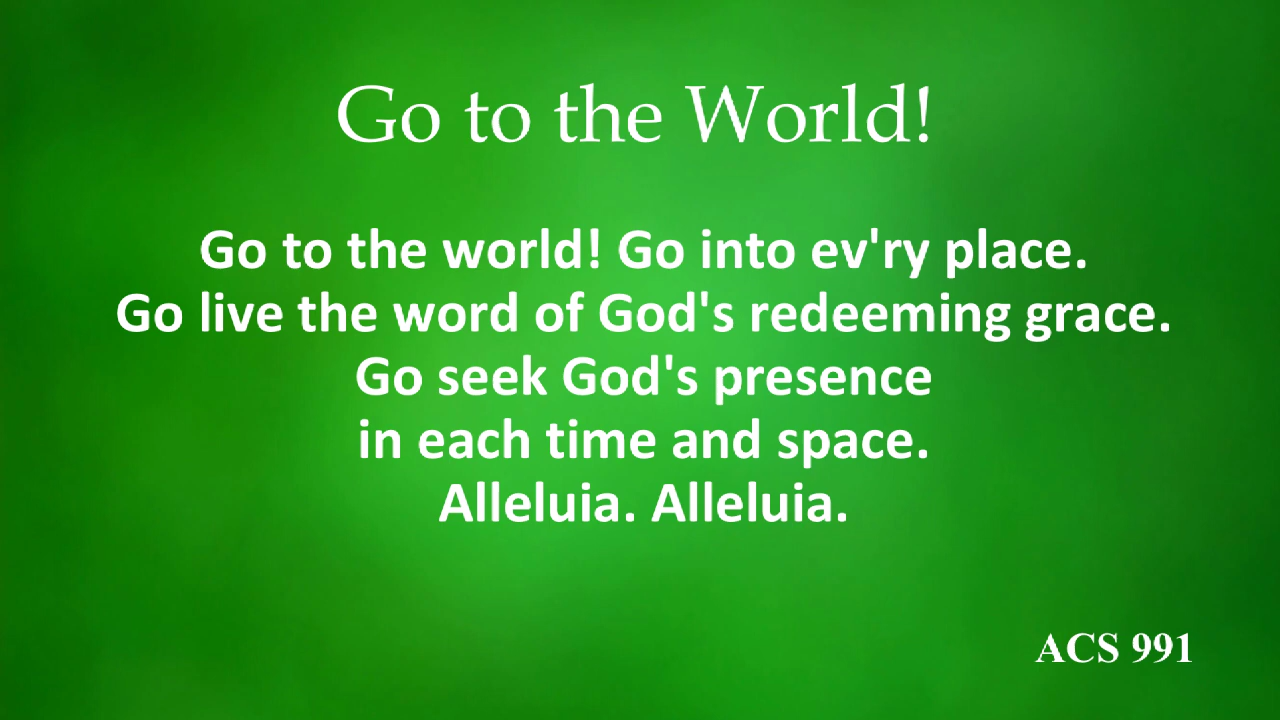 Go to the World!
Go to the world! Go into ev'ry place.
Go live the word of God's redeeming grace.
Go seek God's presence
in each time and space.
Alleluia. Alleluia.
ACS 991